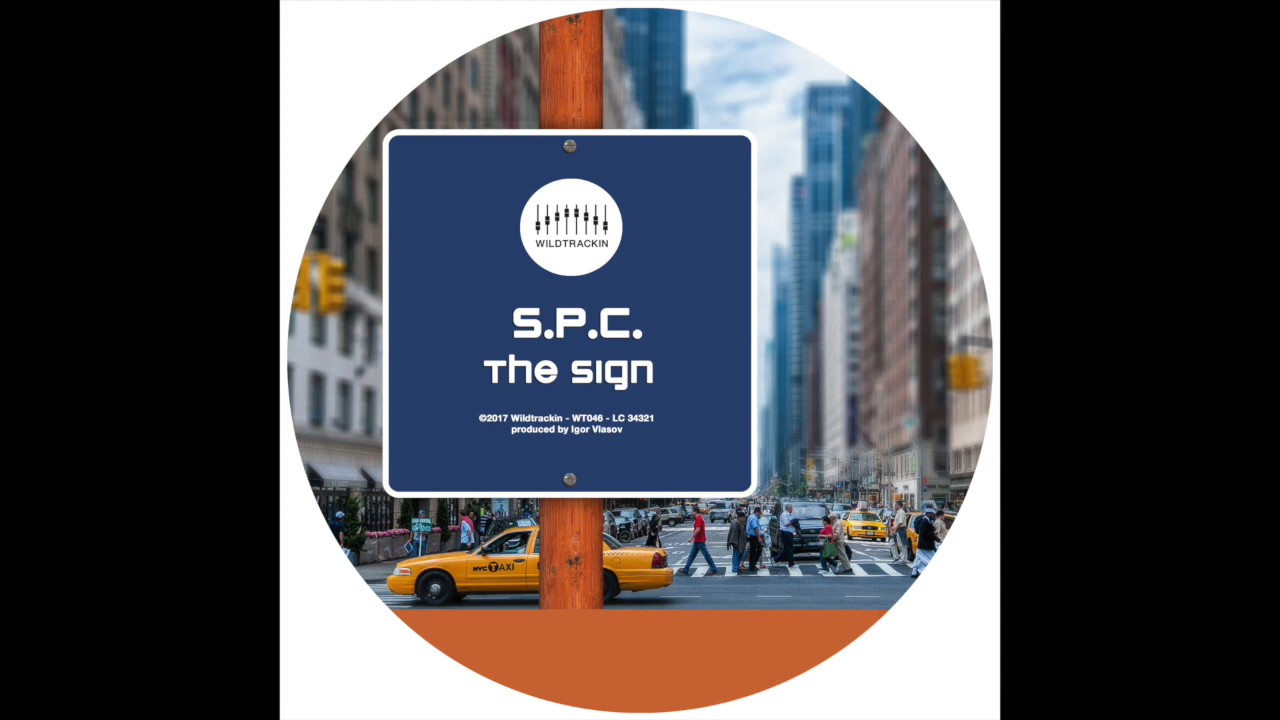 WILDTRACKIN
S.P.C.
The Sign
©2017 Wildtrackin - WT046 - LC 34321
produced by Igor Vlasov
NYC TAXI